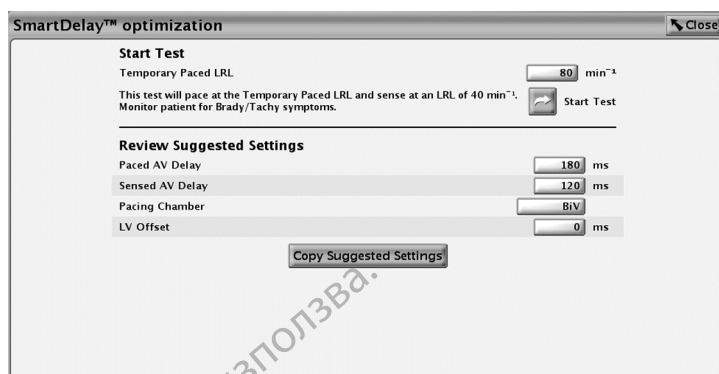 SmartDelay™ optimization
Close
Start Test
Temporary Paced LRL 80 min⁻¹
This test will pace at the Temporary Paced LRL and sense at an LRL of 40 min⁻¹.
Monitor patient for Brady/Tachy symptoms.
Start Test
Review Suggested Settings
Paced AV Delay 180 ms
Sensed AV Delay 120 ms
Pacing Chamber BiV
LV Offset 0 ms
Copy Suggested Settings